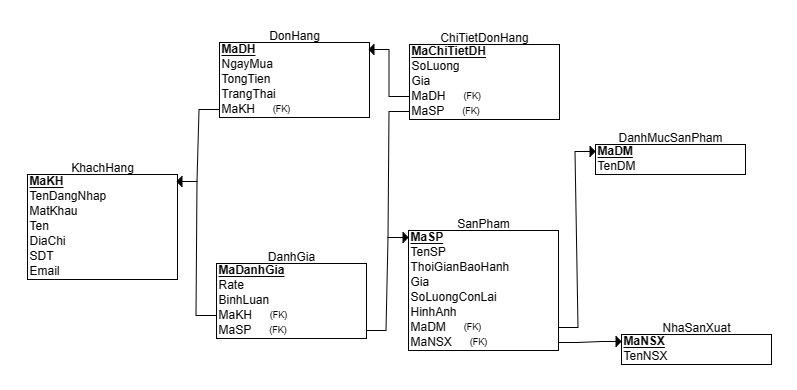 DonHang
MaDH
NgayMua
TongTien
TrangThai
MaKH (FK)
ChiTietDonHang
MaChiTietDH
SoLuong
Gia
MaDH (FK)
MaSP (FK)
DanhMucSanPham
MaDM
TenDM
KhachHang
MaKH
TenDangNhap
MatKhau
Ten
DiaChi
SDT
Email
SanPham
MaSP
TenSP
ThoiGianBaoHanh
Gia
SoLuongConLai
HinhAnh
MaDM (FK)
MaNSX (FK)
DanhGia
MaDanhGia
Rate
BinhLuan
MaKH (FK)
MaSP (FK)
NhaSanXuat
MaNSX
TenNSX